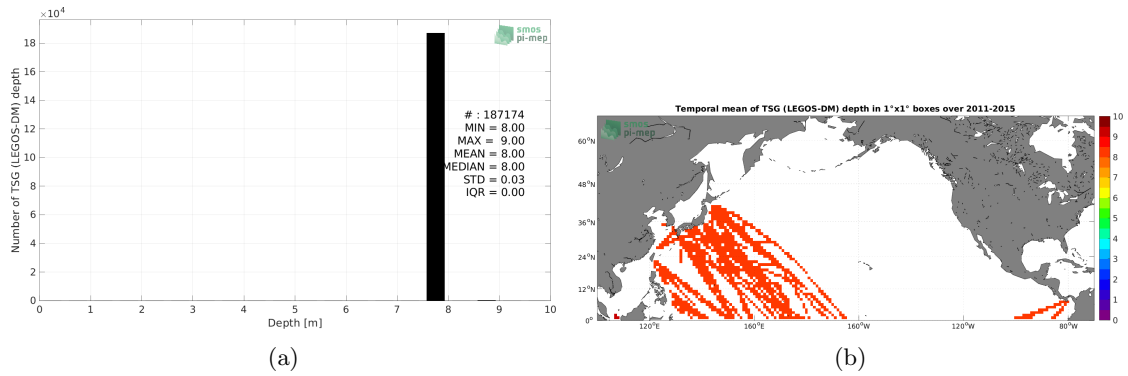 ×10⁴
18
16
14
12
10
8
6
4
2
0
Number of TSG (LEGOS-DM) depth
smos
pi-mep
# : 187174
MIN = 8.00
MAX = 9.00
MEAN = 8.00
MEDIAN = 8.00
STD = 0.03
IQR = 0.00
0 1 2 3 4 5 6 7 8 9 10
Depth [m]
(a)
Temporal mean of TSG (LEGOS-DM) depth in 1°x1° boxes over 2011-2015
smos
pi-mep
60°N
48°N
36°N
24°N
12°N
0°
120°E 160°E 160°W 120°W 80°W
10
9
8
7
6
5
4
3
2
1
0
(b)